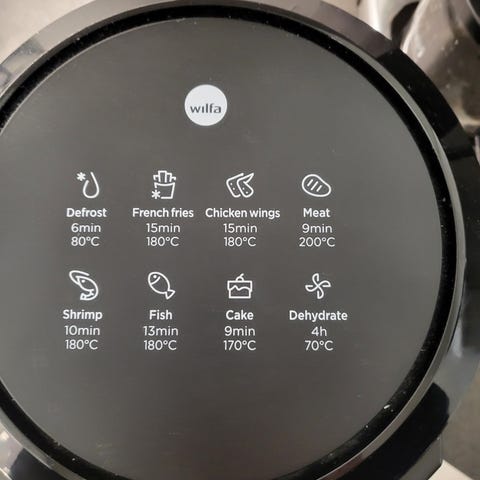 wilfa
Defrost French fries Chicken wings Meat
6min 15min 15min 9min
80°C 180°C 180°C 200°C
Shrimp Fish Cake Dehydrate
10min 13min 9min 4h
180°C 180°C 170°C 70°C